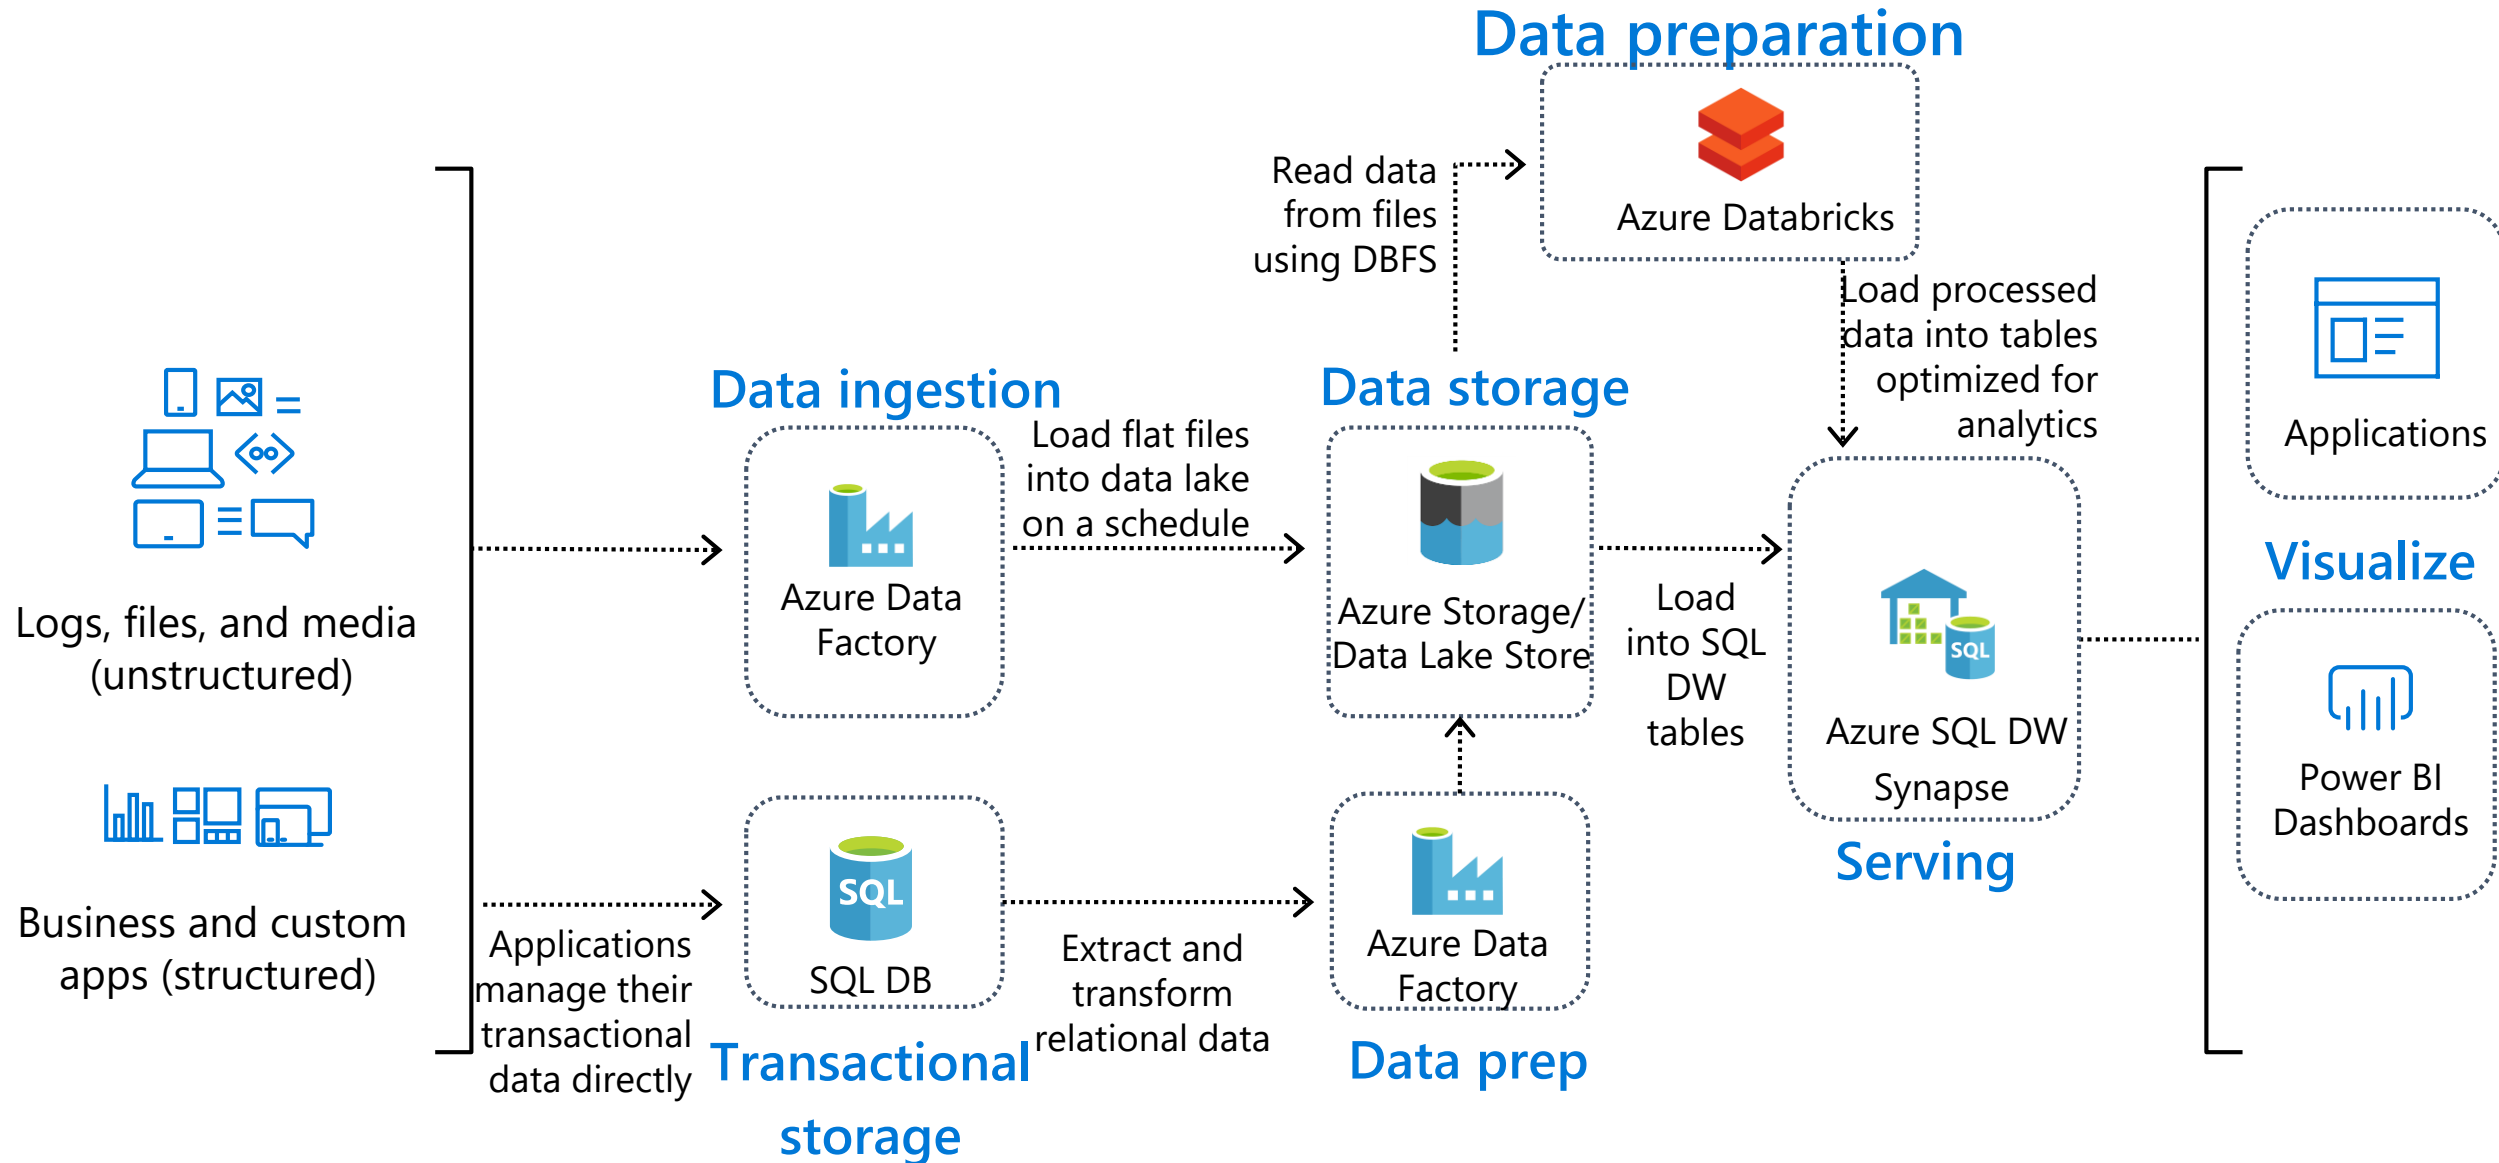 Data preparation
Azure Databricks
Read data
from files
using DBFS
Load processed
data into tables
optimized for
analytics
Logs, files, and media
(unstructured)
Business and custom
apps (structured)
Data ingestion
Azure Data
Factory
Load flat files
into data lake
on a schedule
Data storage
Azure Storage/
Data Lake Store
Load
into SQL
DW
tables
SQL
Azure SQL DW
Synapse
Serving
Applications
Visualize
Power BI
Dashboards
Applications
manage their
transactional
data directly
SQL
SQL DB
Transactional
storage
Extract and
transform
relational data
Azure Data
Factory
Data prep